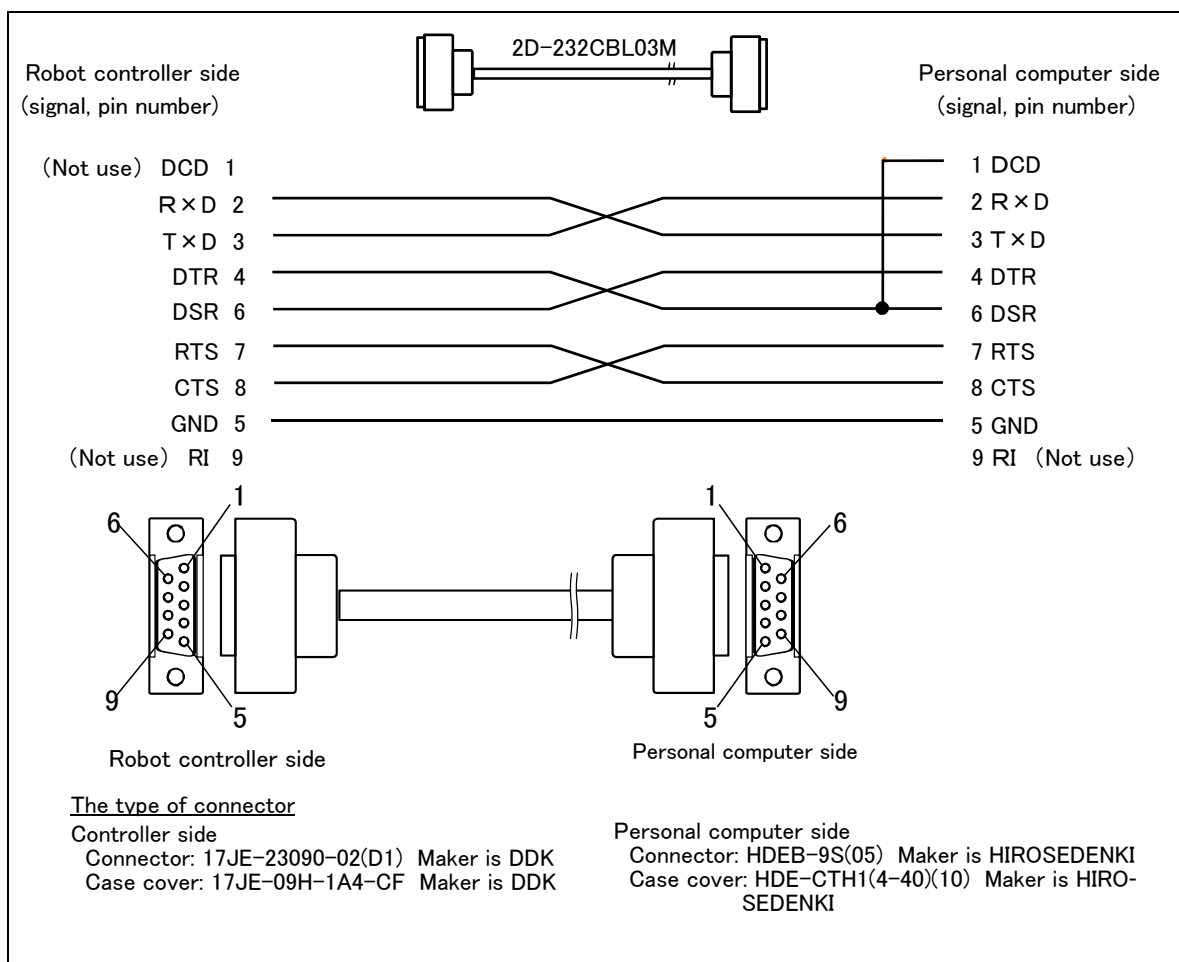 2D-232CBL03M
Robot controller side
(signal, pin number)
Personal computer side
(signal, pin number)
(Not use) DCD 1
1 DCD
R×D 2
2 R×D
T×D 3
3 T×D
DTR 4
4 DTR
DSR 6
6 DSR
RTS 7
7 RTS
CTS 8
8 CTS
GND 5
5 GND
(Not use) RI 9
9 RI (Not use)
1
6
9
5
1
6
5
9
Robot controller side
Personal computer side
The type of connector
Controller side
Connector: 17JE-23090-02(D1) Maker is DDK
Case cover: 17JE-09H-1A4-CF Maker is DDK
Personal computer side
Connector: HDEB-9S(05) Maker is HIROSEDENKI
Case cover: HDE-CTH1(4-40)(10) Maker is HIRO-
SEDENKI